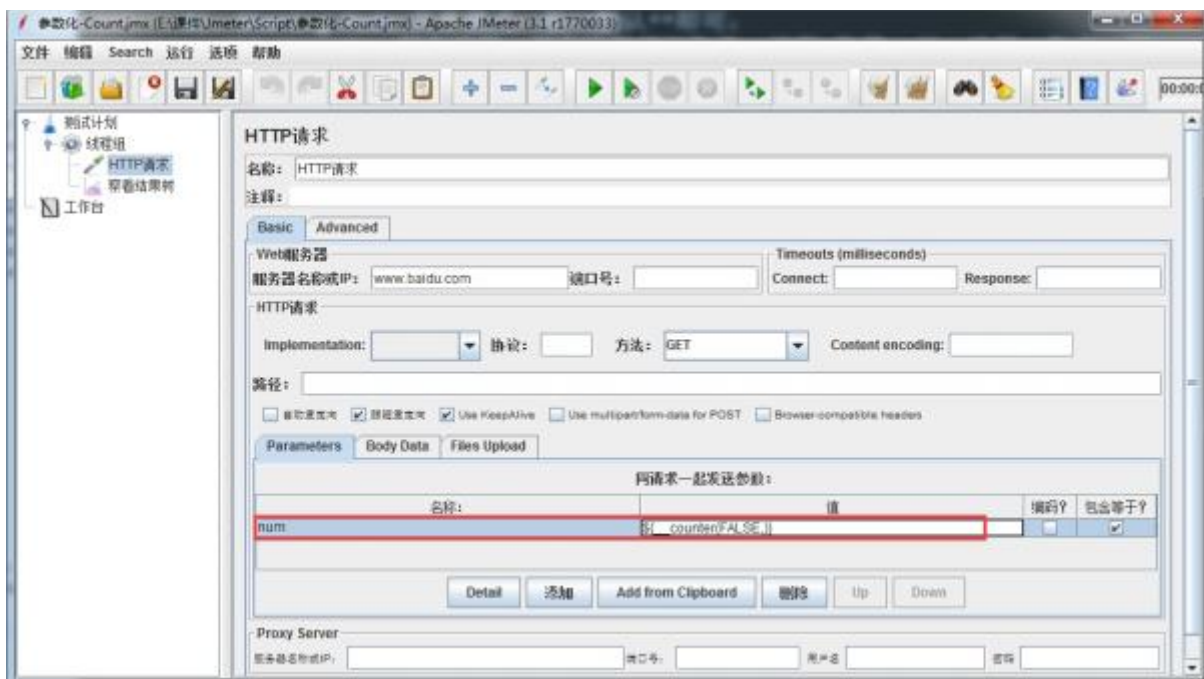 参数化-Count.jmx (E:\课件\Jmeter\Script\参数化-Count.jmx) - Apache JMeter (3.1 r1770033)
文件 编辑 Search 运行 选项 帮助
00:00:0
测试计划
线程组
HTTP请求
察看结果树
工作台
HTTP请求
名称: HTTP请求
注释:
Basic Advanced
Web服务器
Timeouts (milliseconds)
服务器名称或IP: www.baidu.com 端口号: Connect: Response:
HTTP请求
Implementation: 协议: 方法: GET Content encoding:
路径:
自动重定向 跟随重定向 Use KeepAlive Use multipart/form-data for POST Browser-compatible headers
Parameters Body Data Files Upload
同请求一起发送参数:
名称: 值 编码? 包含等于?
num ${__counter(FALSE,)}
Detail 添加 Add from Clipboard 删除 Up Down
Proxy Server
服务器名称或IP: 端口号: 用户名 密码